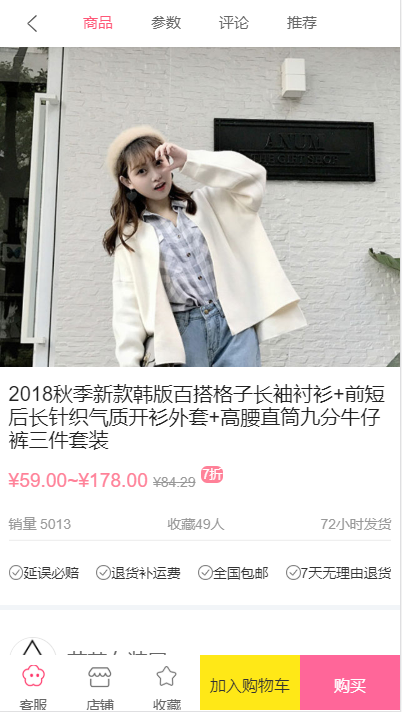 商品 参数 评论 推荐
ANUM
2018秋季新款韩版百搭格子长袖衬衫+前短
后长针织气质开衫外套+高腰直筒九分牛仔
裤三件套装
¥59.00~¥178.00 ¥84.29 7折
销量 5013 收藏49人 72小时发货
延误必赔 退货补运费 全国包邮 7天无理由退货
客服 店铺 收藏 加入购物车 购买